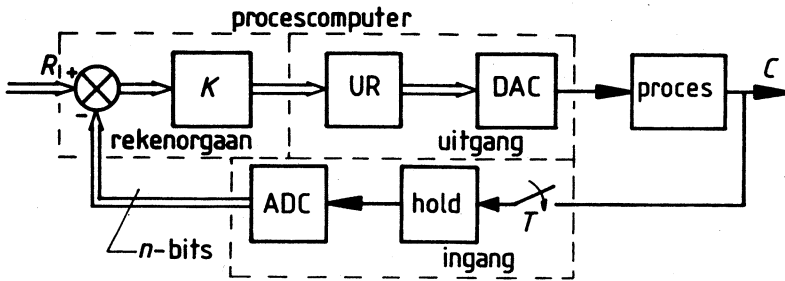 procescomputer
R
+
-
K
UR
DAC
proces
C
rekenorgaan
uitgang
ADC
hold
T
n-bits
ingang